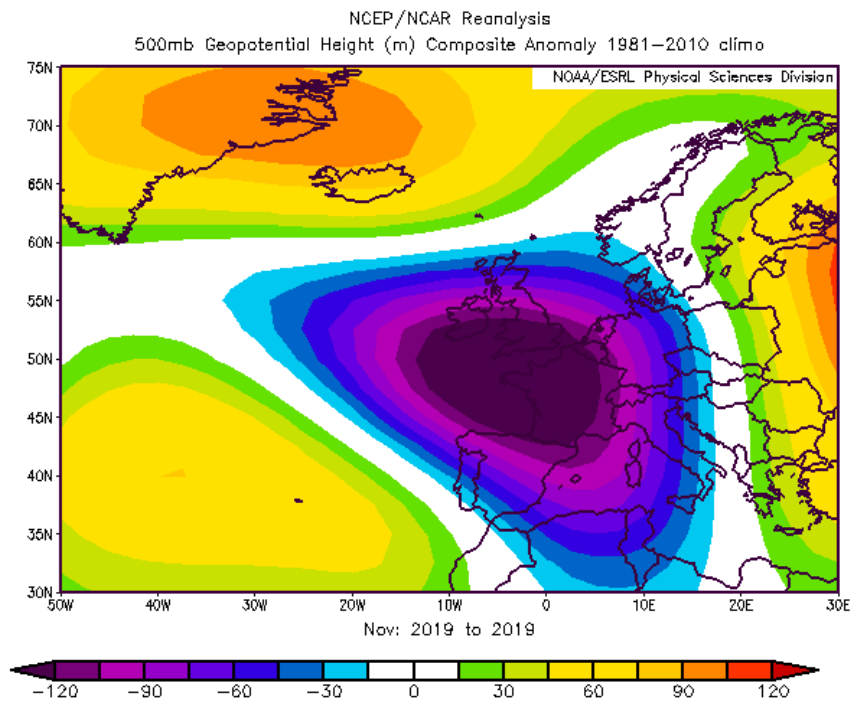 NCEP/NCAR Reanalysis
500mb Geopotential Height (m) Composite Anomaly 1981−2010 climo
NOAA/ESRL Physical Sciences Division
75N
70N
65N
60N
55N
50N
45N
40N
35N
30N
50W 40W 30W 20W 10W 0 10E 20E 30E
Nov: 2019 to 2019
−120 −90 −60 −30 0 30 60 90 120